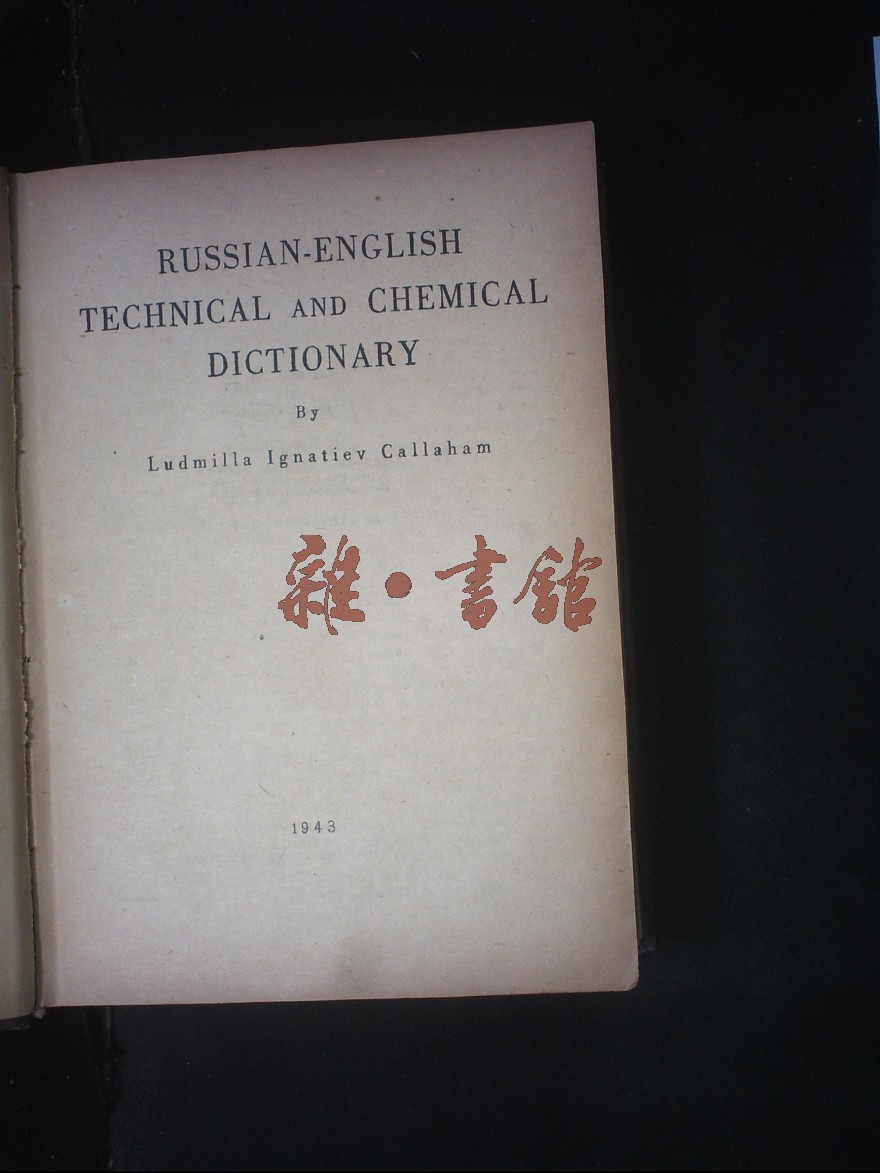 RUSSIAN-ENGLISH
TECHNICAL AND CHEMICAL
DICTIONARY
By
Ludmilla Ignatiev Callaham
雜·書館
1943